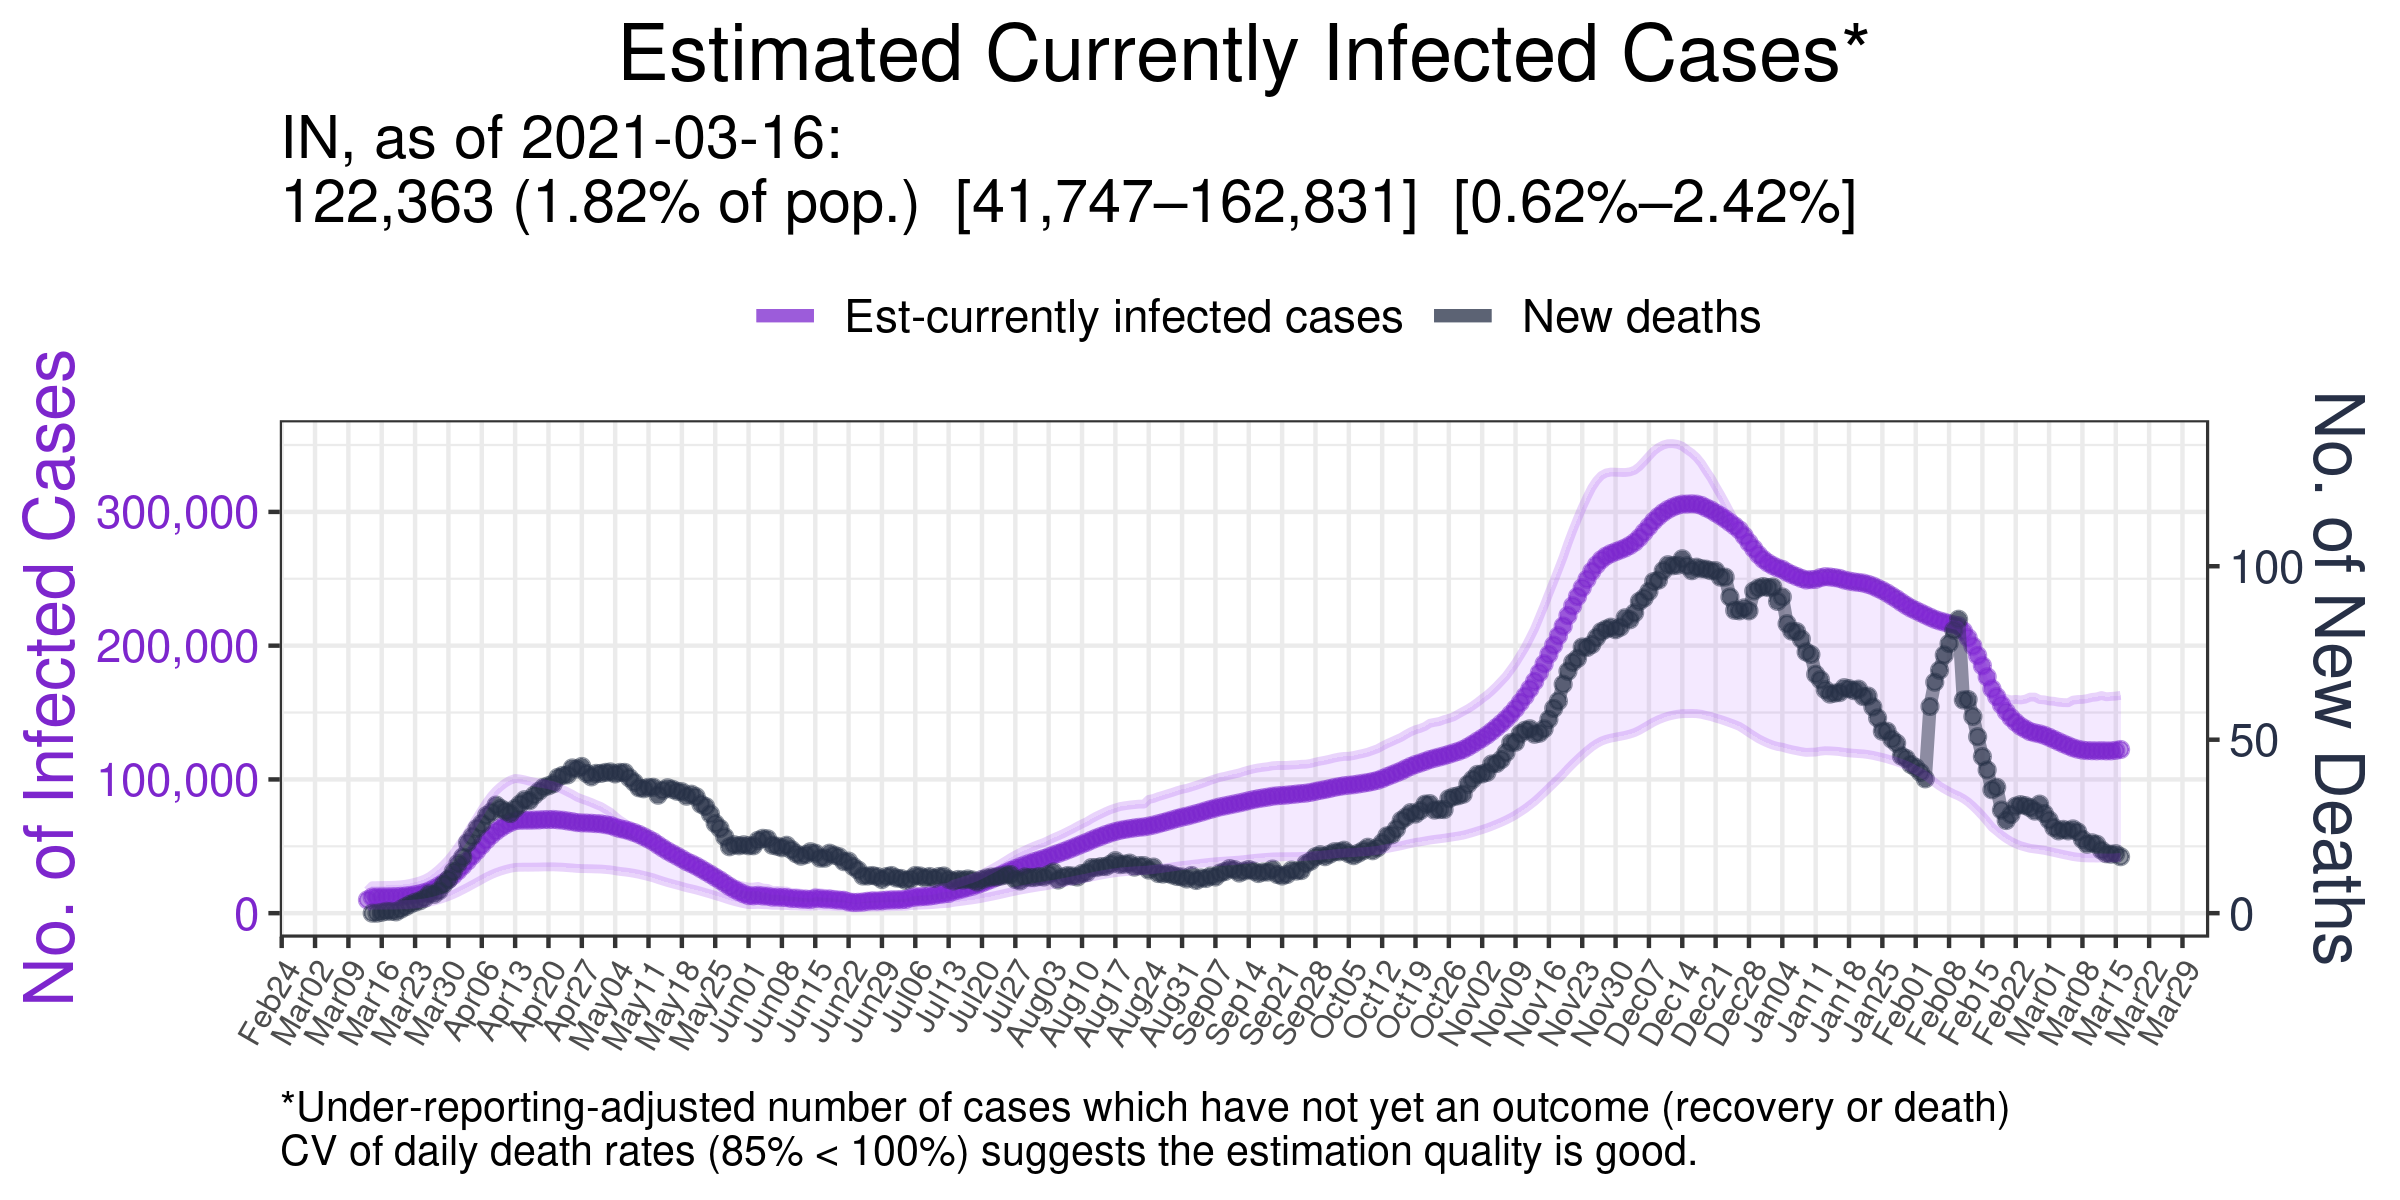 Estimated Currently Infected Cases*
IN, as of 2021-03-16:
122,363 (1.82% of pop.)  [41,747–162,831]  [0.62%–2.42%]
Est-currently infected cases
New deaths
No. of Infected Cases
300,000
200,000
100,000
0
100
50
0
No. of New Deaths
Feb24
Mar02
Mar09
Mar16
Mar23
Mar30
Apr06
Apr13
Apr20
Apr27
May04
May11
May18
May25
Jun01
Jun08
Jun15
Jun22
Jun29
Jul06
Jul13
Jul20
Jul27
Aug03
Aug10
Aug17
Aug24
Aug31
Sep07
Sep14
Sep21
Sep28
Oct05
Oct12
Oct19
Oct26
Nov02
Nov09
Nov16
Nov23
Nov30
Dec07
Dec14
Dec21
Dec28
Jan04
Jan11
Jan18
Jan25
Feb01
Feb08
Feb15
Feb22
Mar01
Mar08
Mar15
Mar22
Mar29
*Under-reporting-adjusted number of cases which have not yet an outcome (recovery or death)
CV of daily death rates (85% < 100%) suggests the estimation quality is good.